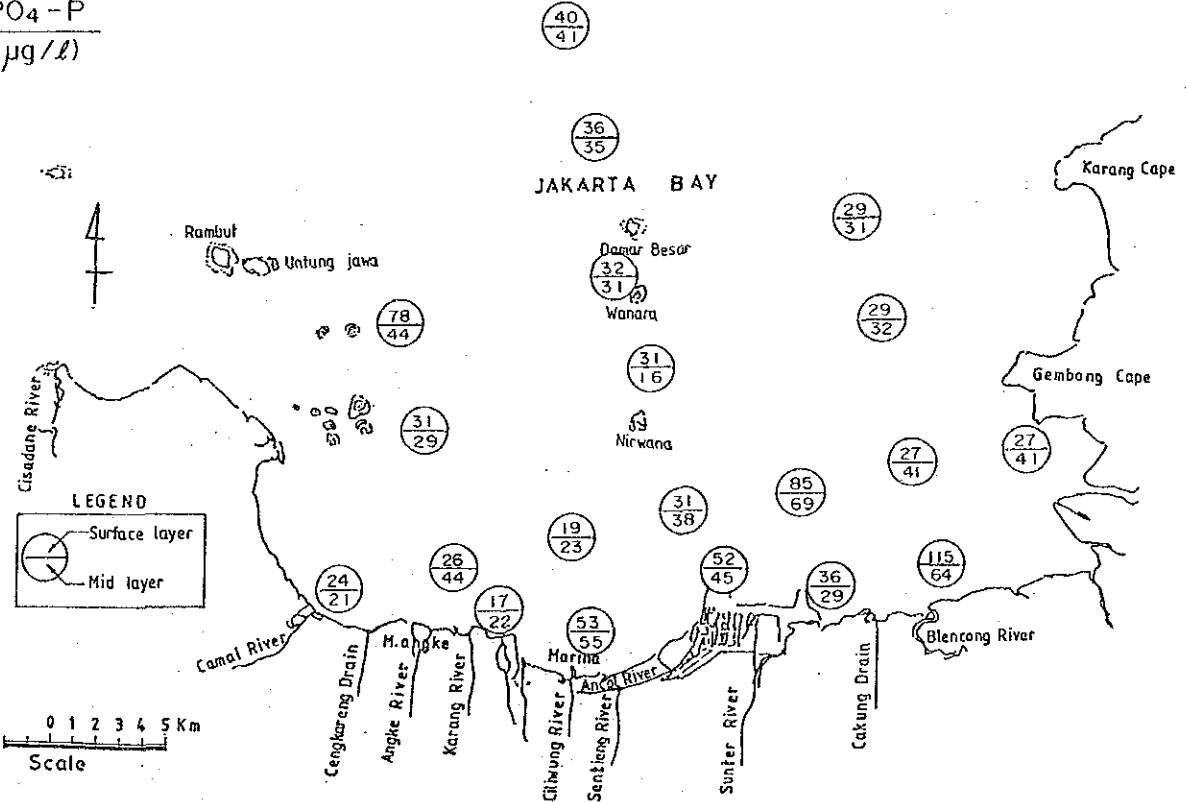 PO4-P
µg/ℓ)
40
41
36
35
JAKARTA BAY
Karang Cape
29
31
Rambut
Untung jawa
Damar Besar
32
31
Wanara
78
44
29
32
31
16
Gembong Cape
Cisadane River
31
29
Nirwana
27
41
27
41
LEGEND
Surface layer
Mid layer
85
69
31
38
19
23
26
44
52
45
115
64
24
21
36
29
17
22
53
55
Camal River
M.angke
Marina
Ancol River
Blencong River
Cengkareng Drain
Angke River
Karang River
Ciliwung River
Sentiong River
Sunter River
Cakung Drain
0 1 2 3 4 5 Km
Scale